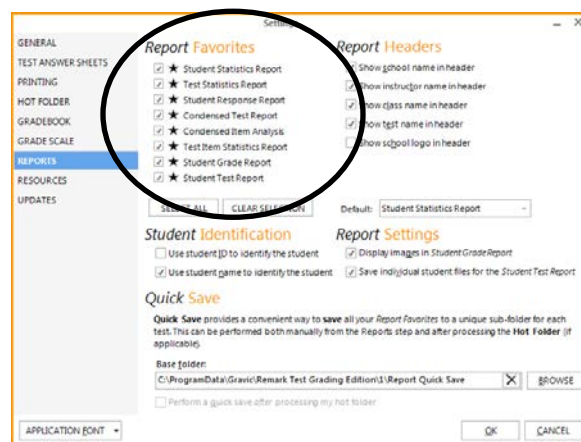 Settings
GENERAL
TEST ANSWER SHEETS
PRINTING
HOT FOLDER
GRADEBOOK
GRADE SCALE
REPORTS
RESOURCES
UPDATES
Report Favorites
★ Student Statistics Report
★ Test Statistics Report
★ Student Response Report
★ Condensed Test Report
★ Condensed Item Analysis
★ Test Item Statistics Report
★ Student Grade Report
★ Student Test Report
SELECT ALL CLEAR SELECTION
Report Headers
Show school name in header
Show instructor name in header
Show class name in header
Show test name in header
Show school logo in header
Default: Student Statistics Report
Student Identification
Use student ID to identify the student
Use student name to identify the student
Report Settings
Display images in Student Grade Report
Save individual student files for the Student Test Report
Quick Save
Quick Save provides a convenient way to save all your Report Favorites to a unique sub-folder for each
test. This can be performed both manually from the Reports step and after processing the Hot Folder (if
applicable).
Base folder:
C:\ProgramData\Gravic\Remark Test Grading Edition\1\Report Quick Save X BROWSE
Perform a quick save after processing my hot folder
APPLICATION FONT OK CANCEL